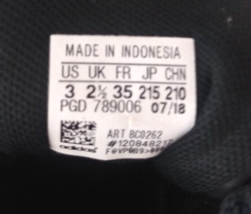 MADE IN INDONESIA
US UK FR JP CHN
3 2½ 35 215 210
PGD 789006 07/18
ART BC0262